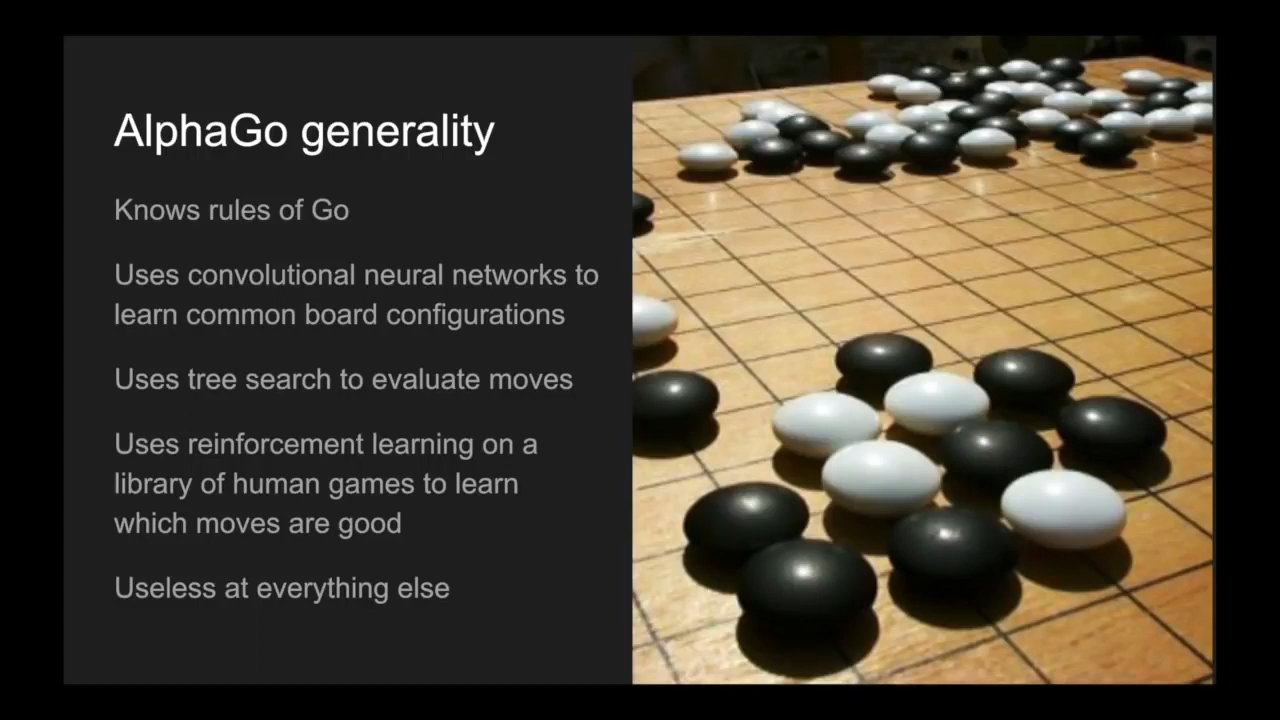 AlphaGo generality
Knows rules of Go
Uses convolutional neural networks to
learn common board configurations
Uses tree search to evaluate moves
Uses reinforcement learning on a
library of human games to learn
which moves are good
Useless at everything else